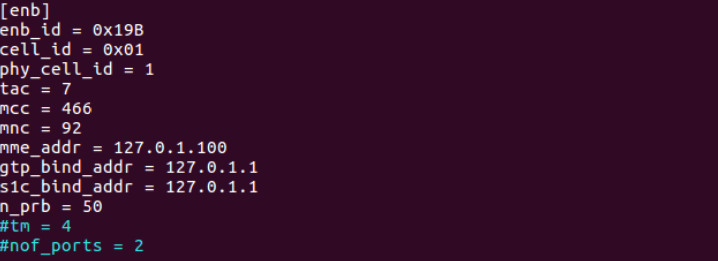 [enb]
enb_id = 0x19B
cell_id = 0x01
phy_cell_id = 1
tac = 7
mcc = 466
mnc = 92
mme_addr = 127.0.1.100
gtp_bind_addr = 127.0.1.1
s1c_bind_addr = 127.0.1.1
n_prb = 50
#tm = 4
#nof_ports = 2